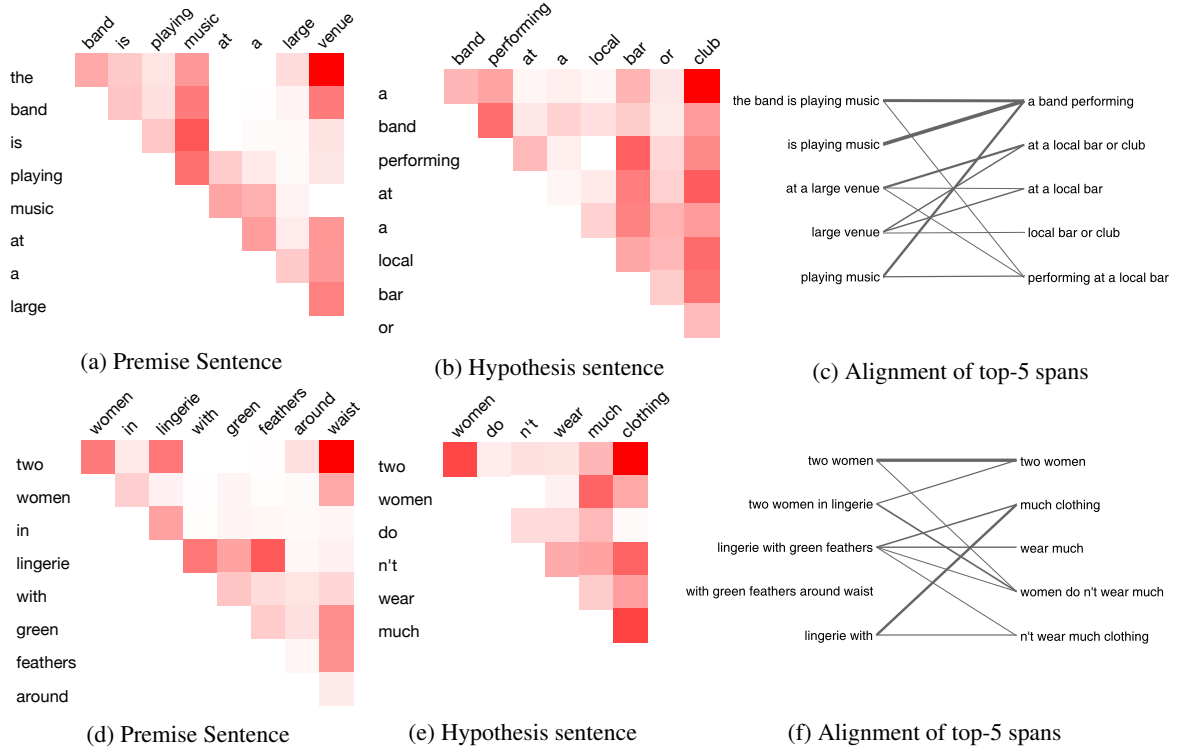 band is playing music at a large venue
the
band
is
playing
music
at
a
large
(a) Premise Sentence
band performing at a local bar or club
a
band
performing
at
a
local
bar
or
(b) Hypothesis sentence
the band is playing music
is playing music
at a large venue
large venue
playing music
a band performing
at a local bar or club
at a local bar
local bar or club
performing at a local bar
(c) Alignment of top-5 spans
women in lingerie with green feathers around waist
two
women
in
lingerie
with
green
feathers
around
(d) Premise Sentence
women do n't wear much clothing
two
women
do
n't
wear
much
(e) Hypothesis sentence
two women
two women in lingerie
lingerie with green feathers
with green feathers around waist
lingerie with
two women
much clothing
wear much
women do n't wear much
n't wear much clothing
(f) Alignment of top-5 spans